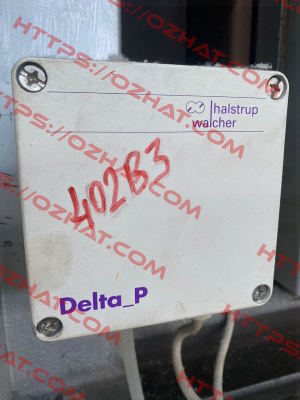 halstrup
walcher
402B3
Delta_P
HTTPS://OZHAT.COM